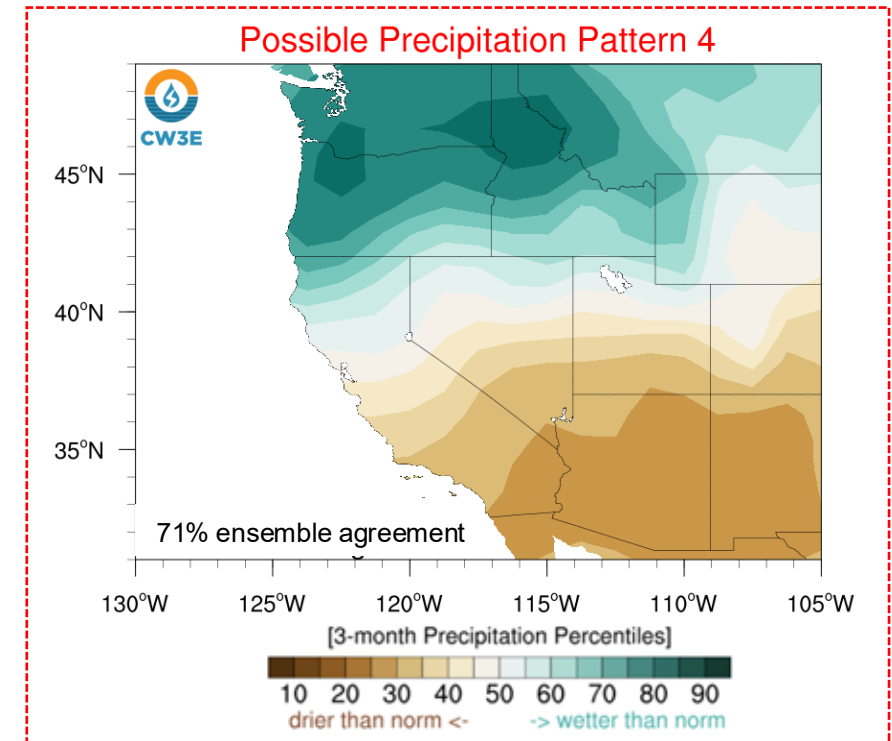 Possible Precipitation Pattern 4
CW3E
45°N
40°N
35°N
71% ensemble agreement
130°W 125°W 120°W 115°W 110°W 105°W
[3-month Precipitation Percentiles]
10 20 30 40 50 60 70 80 90
drier than norm <- -> wetter than norm